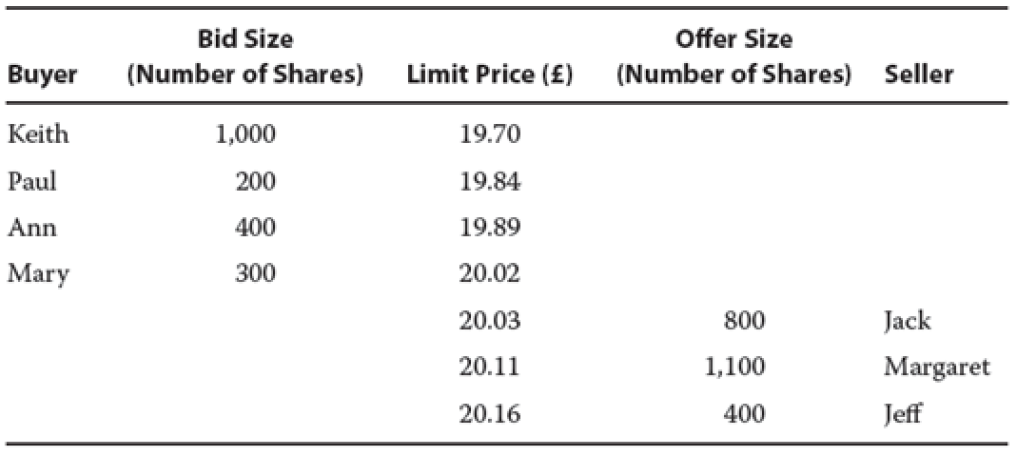 Bid Size Offer Size
Buyer (Number of Shares) Limit Price (£) (Number of Shares) Seller
Keith 1,000 19.70
Paul 200 19.84
Ann 400 19.89
Mary 300 20.02
20.03 800 Jack
20.11 1,100 Margaret
20.16 400 Jeff